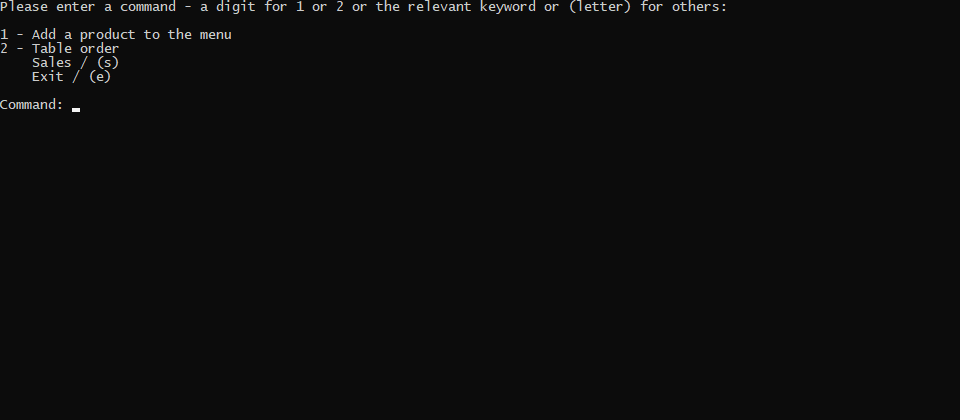 Please enter a command - a digit for 1 or 2 or the relevant keyword or (letter) for others:
1 - Add a product to the menu
2 - Table order
Sales / (s)
Exit / (e)
Command: